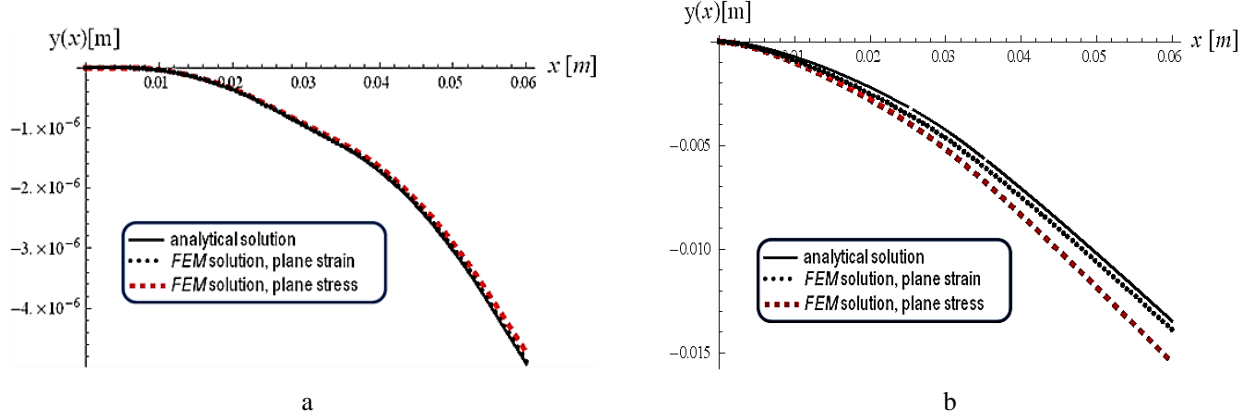 y(x)[m]
x [m]
0.01 0.02 0.03 0.04 0.05 0.06
−1.×10⁻⁶
−2.×10⁻⁶
−3.×10⁻⁶
−4.×10⁻⁶
analytical solution
FEM solution, plane strain
FEM solution, plane stress
a
y(x)[m]
x [m]
0.01 0.02 0.03 0.04 0.05 0.06
−0.005
−0.010
−0.015
analytical solution
FEM solution, plane strain
FEM solution, plane stress
b